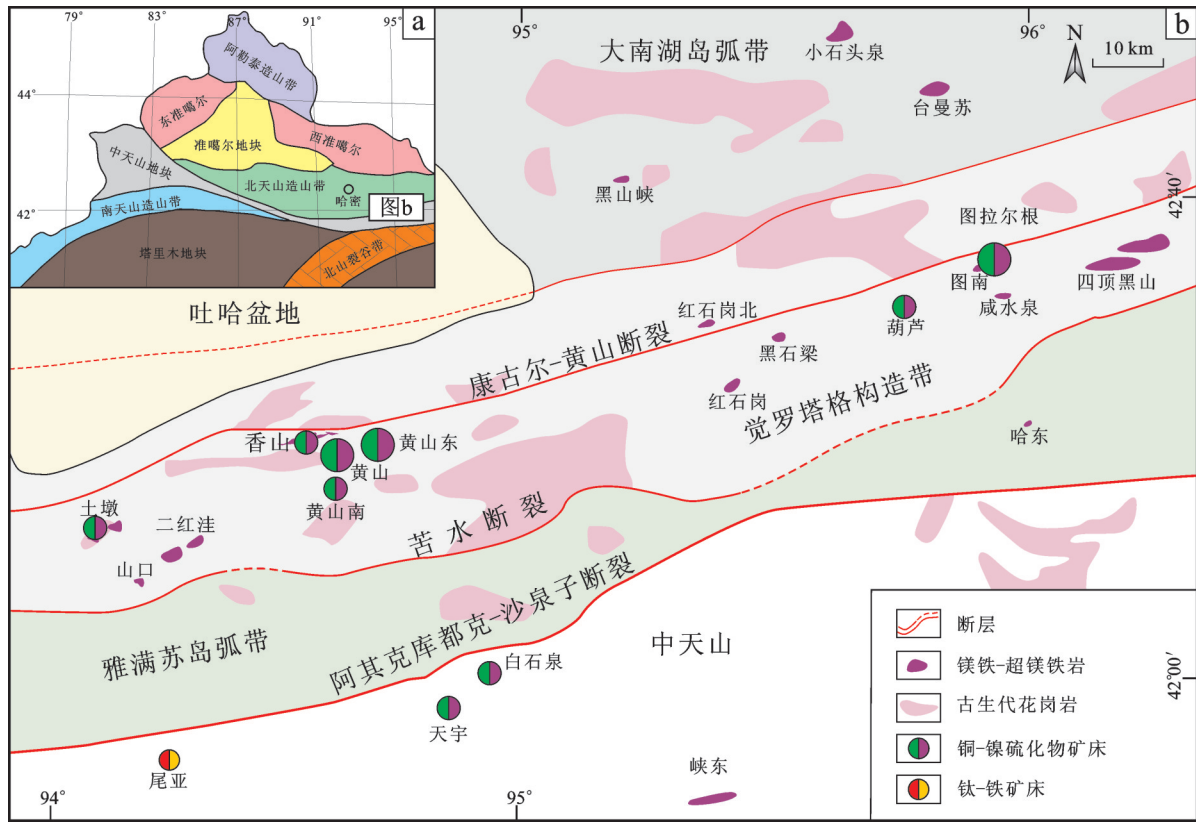 79°
83°
87°
91°
95°
a
44°
42°
阿勒泰造山带
东准噶尔
西准噶尔
准噶尔地块
中天山地块
北天山造山带
哈密
图b
南天山造山带
塔里木地块
北山裂谷带
95°
96°
b
N
10 km
大南湖岛弧带
小石头泉
台曼苏
黑山峡
42°40′
图拉尔根
图南
四顶黑山
咸水泉
葫芦
吐哈盆地
红石岗北
黑石梁
红石岗
康古尔-黄山断裂
觉罗塔格构造带
哈东
香山
黄山东
黄山
黄山南
土墩
二红洼
山口
苦水断裂
雅满苏岛弧带
阿其克库都克-沙泉子断裂
中天山
白石泉
天宇
尾亚
峡东
42°00′
94°
95°
断层
镁铁-超镁铁岩
古生代花岗岩
铜-镍硫化物矿床
钛-铁矿床